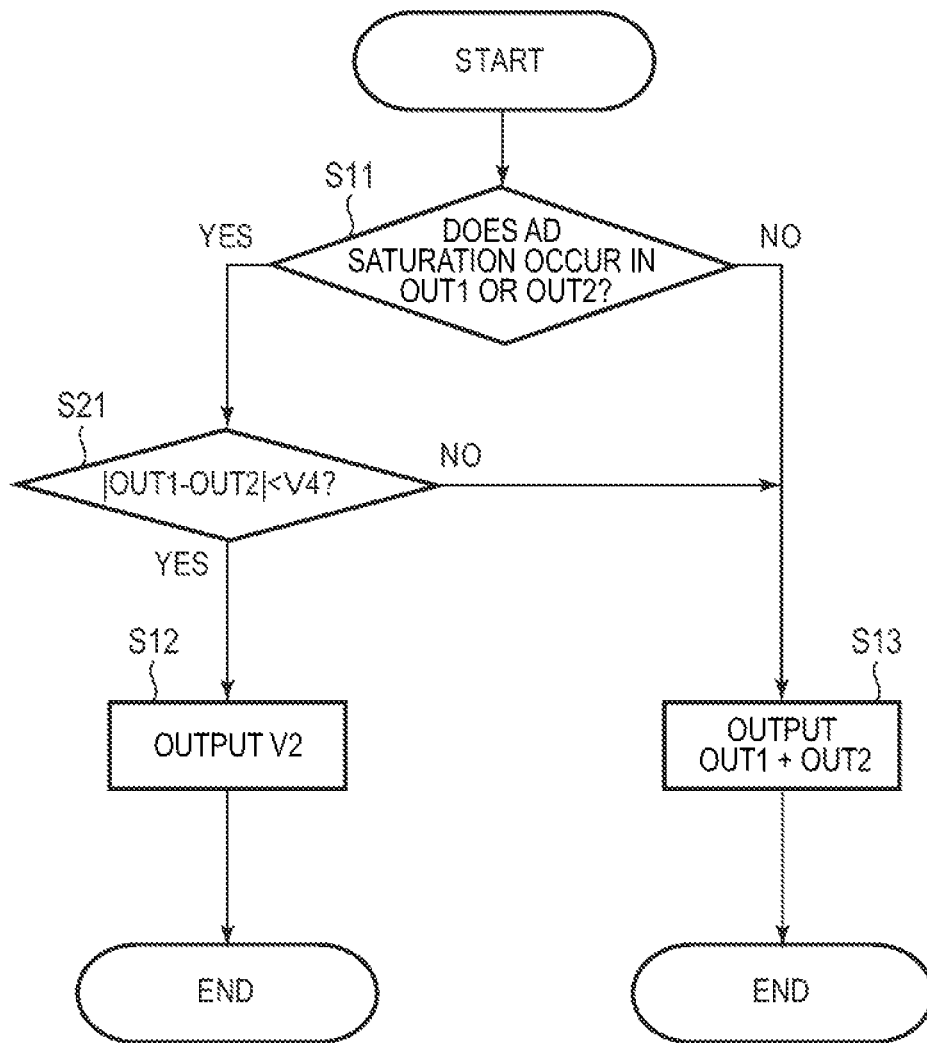 START
S11
YES
DOES AD
SATURATION OCCUR IN
OUT1 OR OUT2?
NO
S21
|OUT1-OUT2|<V4?
NO
YES
S12
OUTPUT V2
S13
OUTPUT
OUT1 + OUT2
END
END